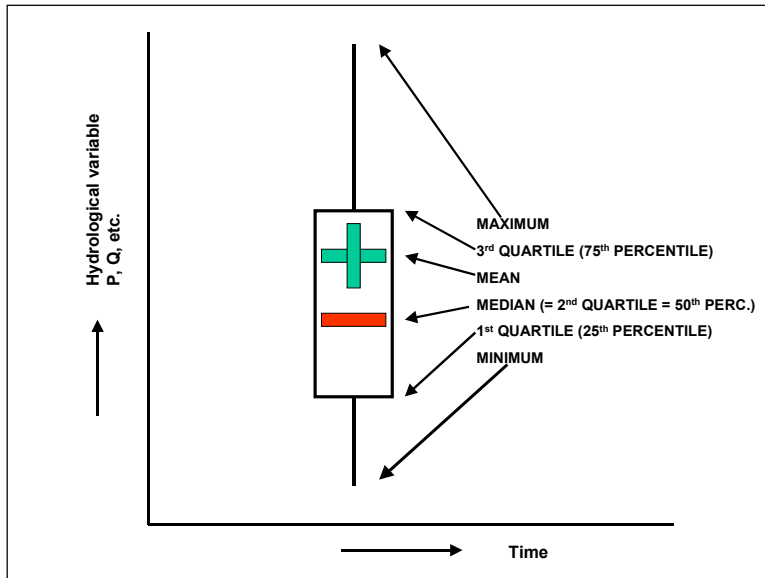 Hydrological variable
P, Q, etc.
MAXIMUM
3rd QUARTILE (75th PERCENTILE)
MEAN
MEDIAN (= 2nd QUARTILE = 50th PERC.)
1st QUARTILE (25th PERCENTILE)
MINIMUM
Time